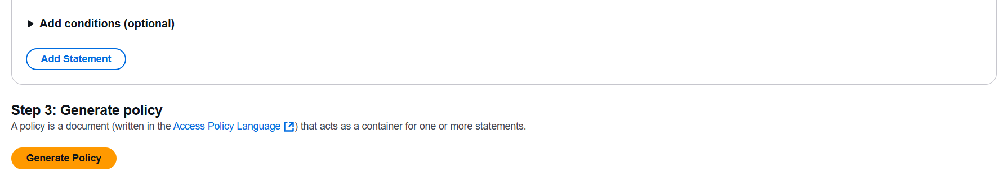 Add conditions (optional)
Add Statement
Step 3: Generate policy
A policy is a document (written in the Access Policy Language ) that acts as a container for one or more statements.
Generate Policy